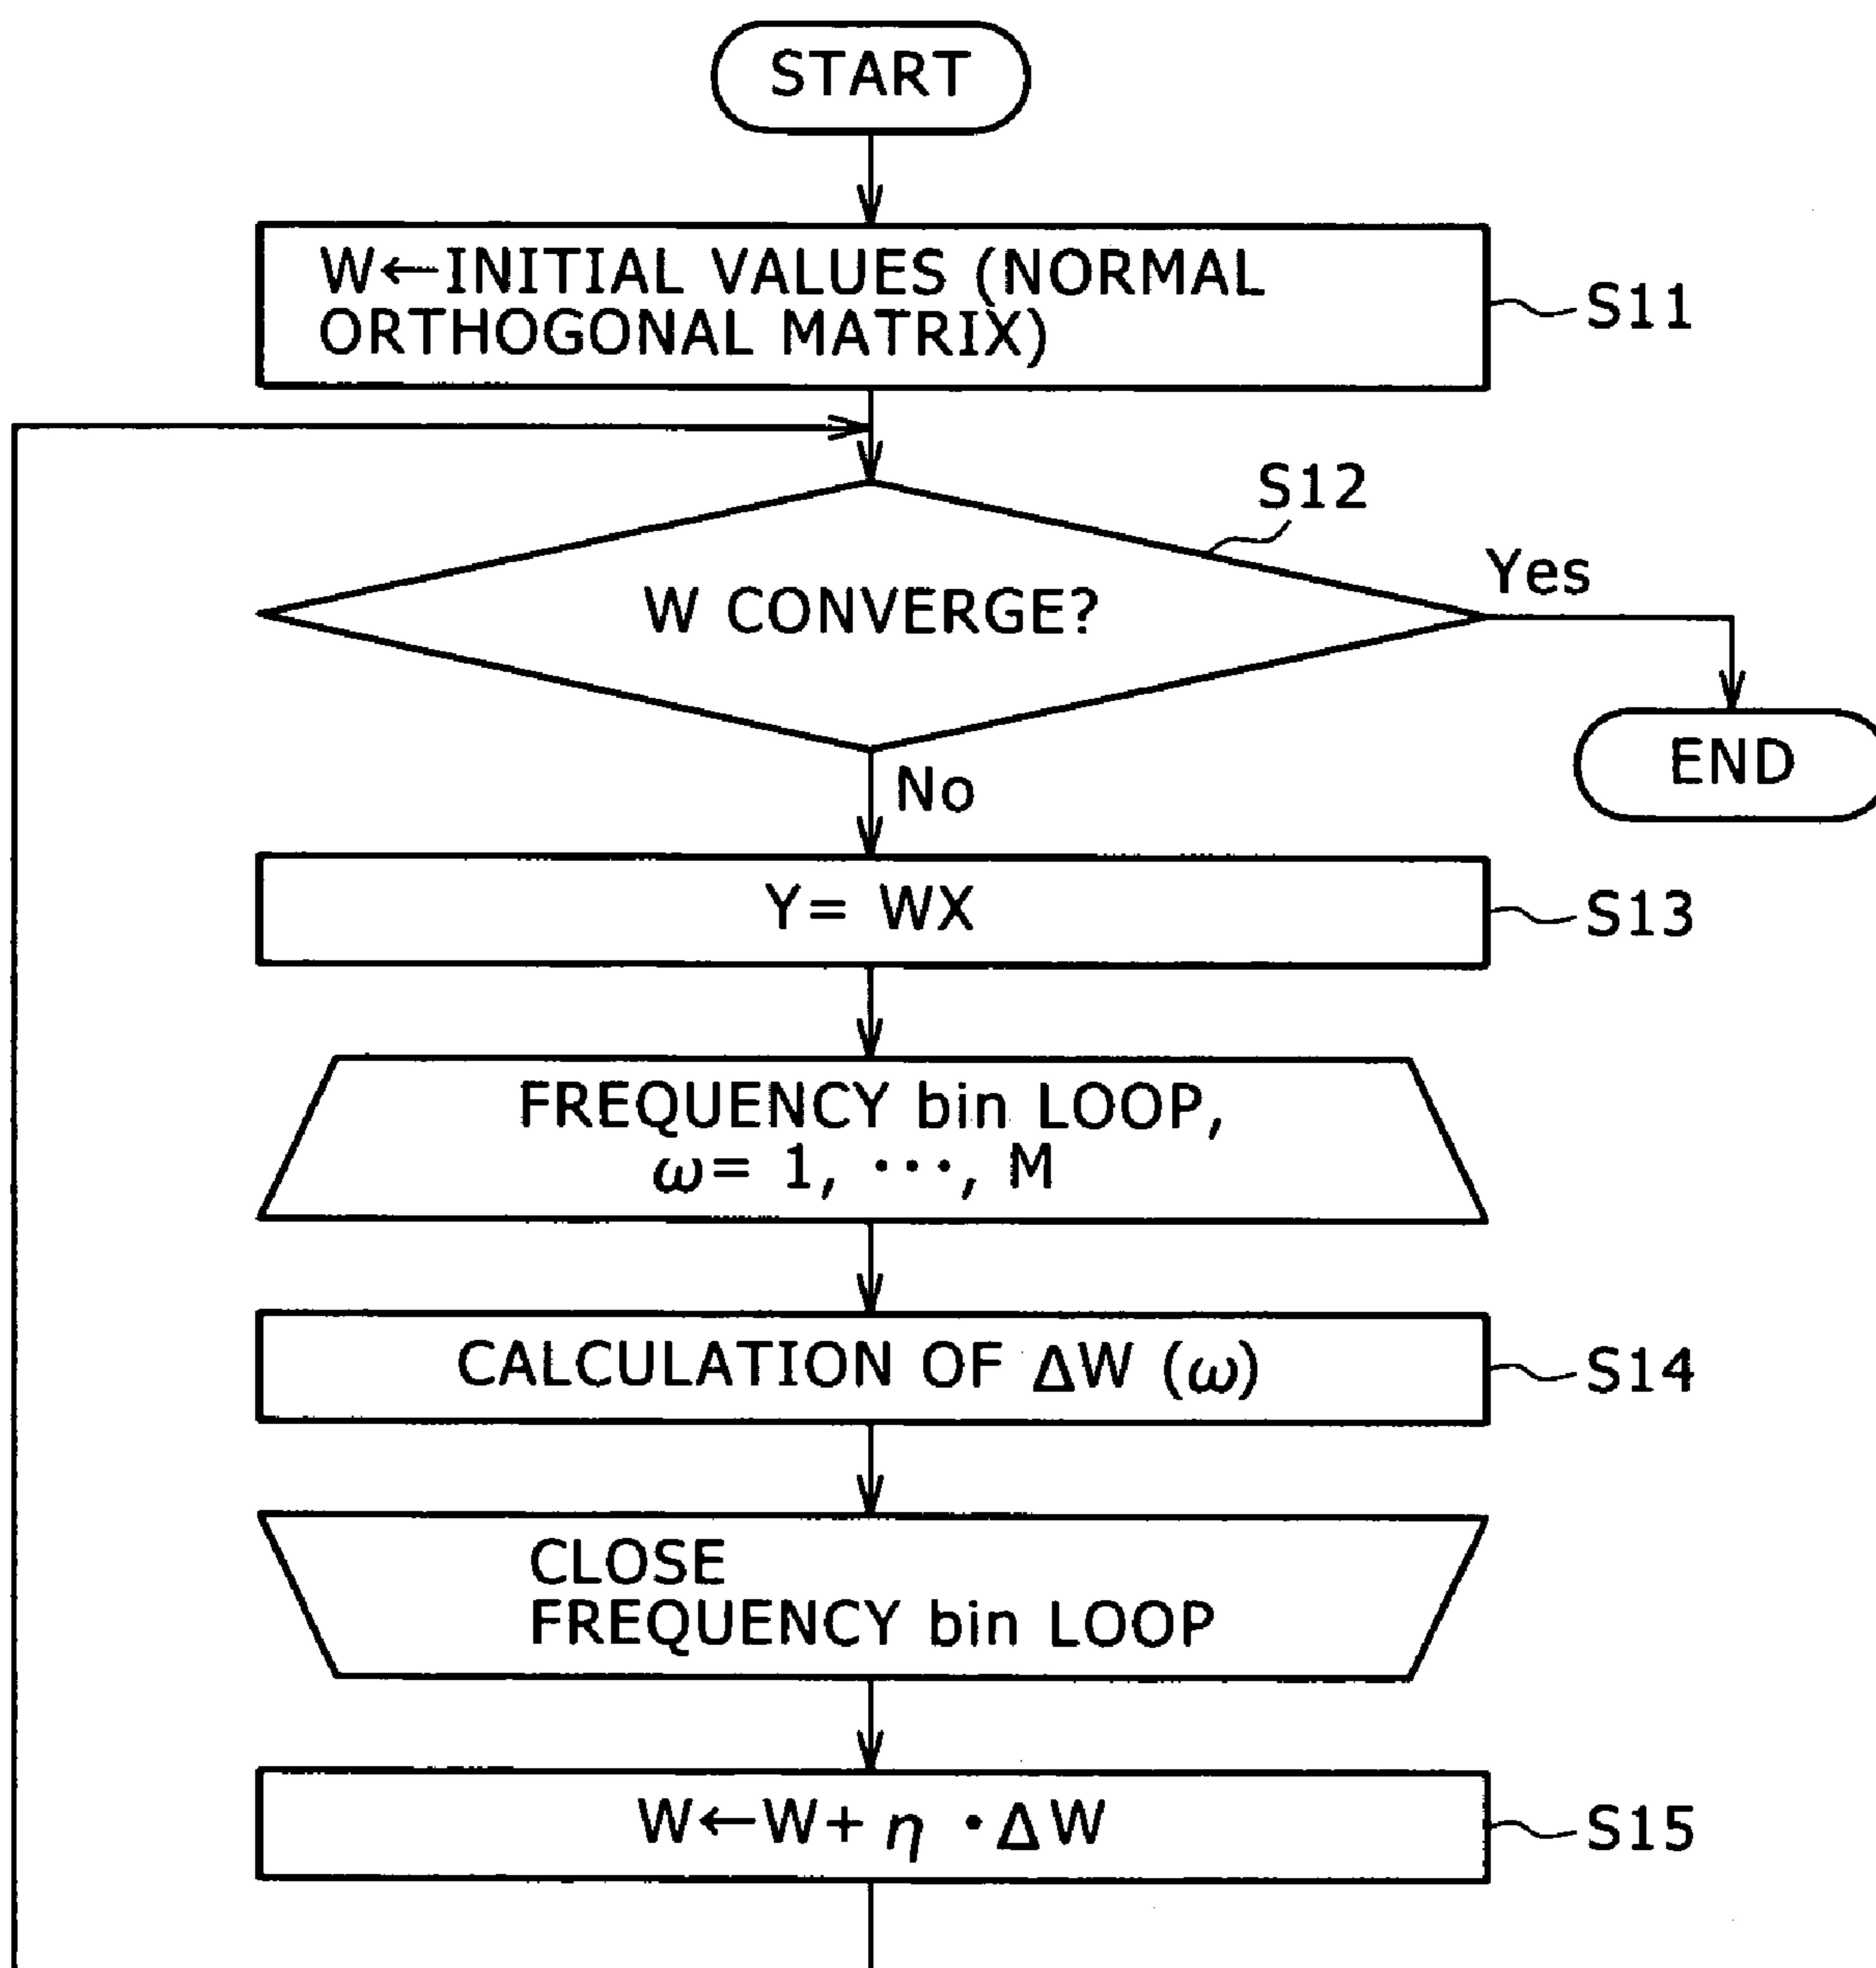 START
W←INITIAL VALUES (NORMAL
ORTHOGONAL MATRIX)
S11
S12
W CONVERGE?
Yes
END
No
Y= WX
S13
FREQUENCY bin LOOP,
ω= 1, ···, M
CALCULATION OF ΔW (ω)
S14
CLOSE
FREQUENCY bin LOOP
W←W+ η ·ΔW
S15